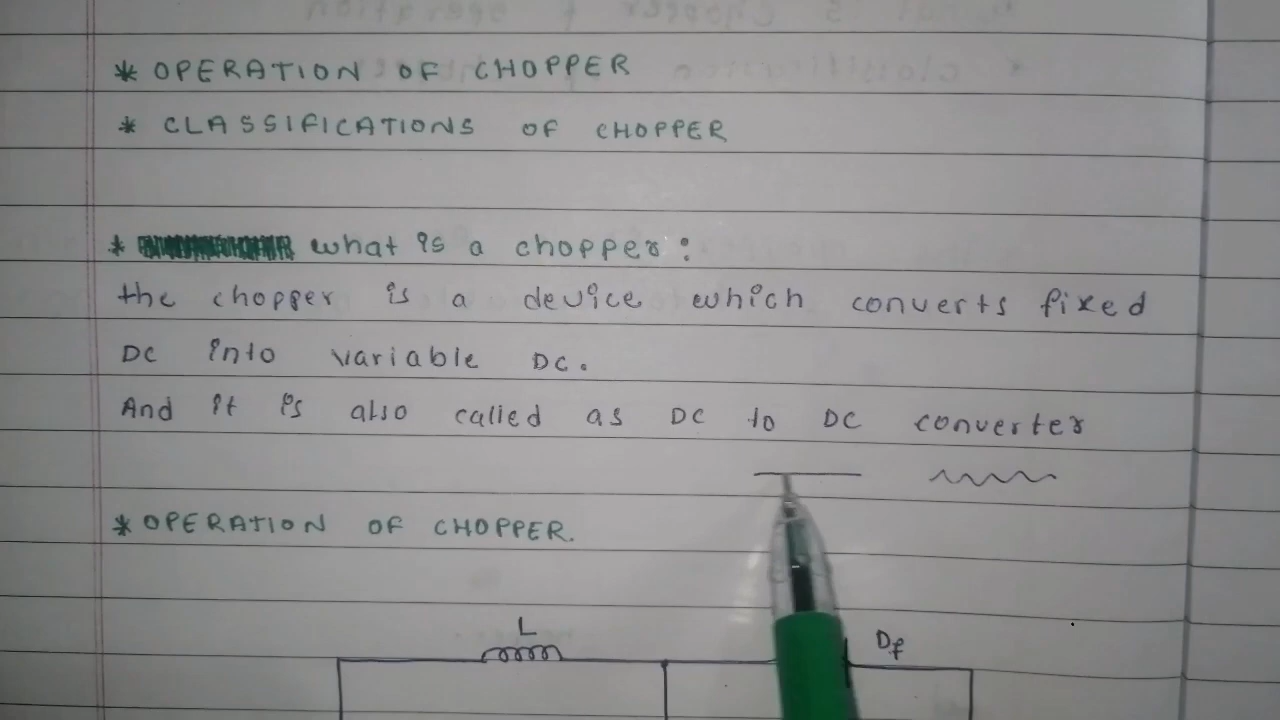 * OPERATION OF CHOPPER
* CLASSIFICATIONS OF CHOPPER
* what is a chopper:
the chopper is a device which converts fixed
DC into variable DC.
And it is also called as DC to DC converter
* OPERATION OF CHOPPER.
L
Df